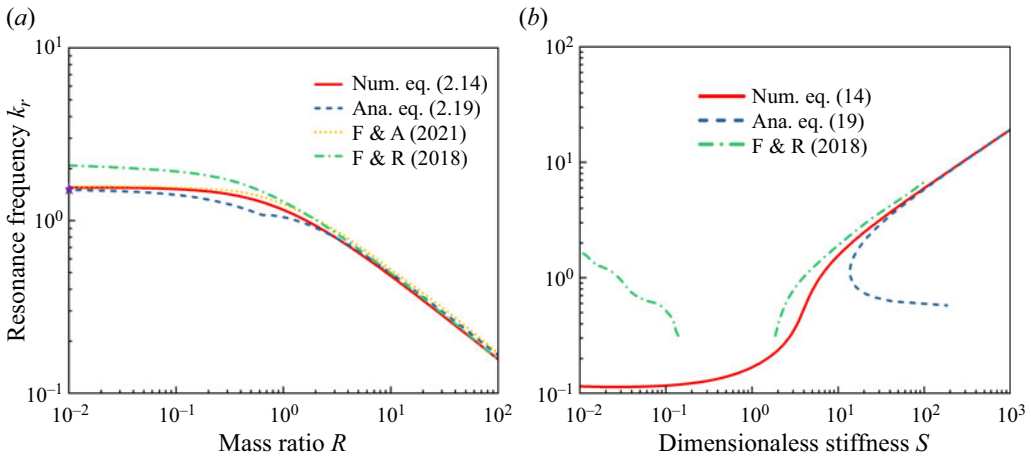 (a)
Resonance frequency k_r
10^1
10^0
10^−1
Num. eq. (2.14)
Ana. eq. (2.19)
F & A (2021)
F & R (2018)
10^−2 10^−1 10^0 10^1 10^2
Mass ratio R
(b)
10^2
10^1
10^0
10^−1
Num. eq. (14)
Ana. eq. (19)
F & R (2018)
10^−2 10^−1 10^0 10^1 10^2 10^3
Dimensionaless stiffness S